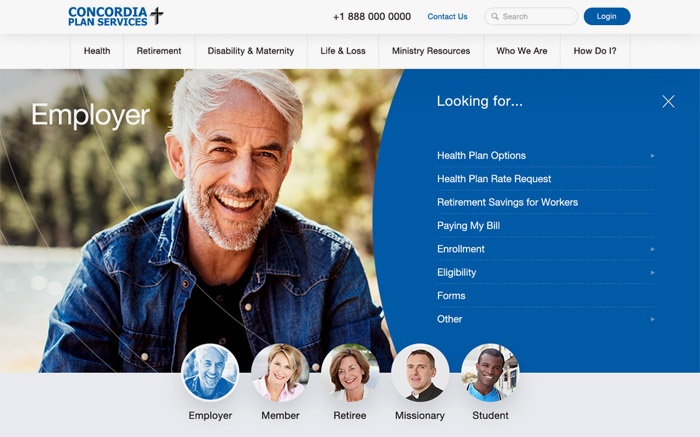 CONCORDIA
PLAN SERVICES
+1 888 000 0000
Contact Us
Search
Login
Health
Retirement
Disability & Maternity
Life & Loss
Ministry Resources
Who We Are
How Do I?
Employer
Looking for...
Health Plan Options
Health Plan Rate Request
Retirement Savings for Workers
Paying My Bill
Enrollment
Eligibility
Forms
Other
Employer
Member
Retiree
Missionary
Student